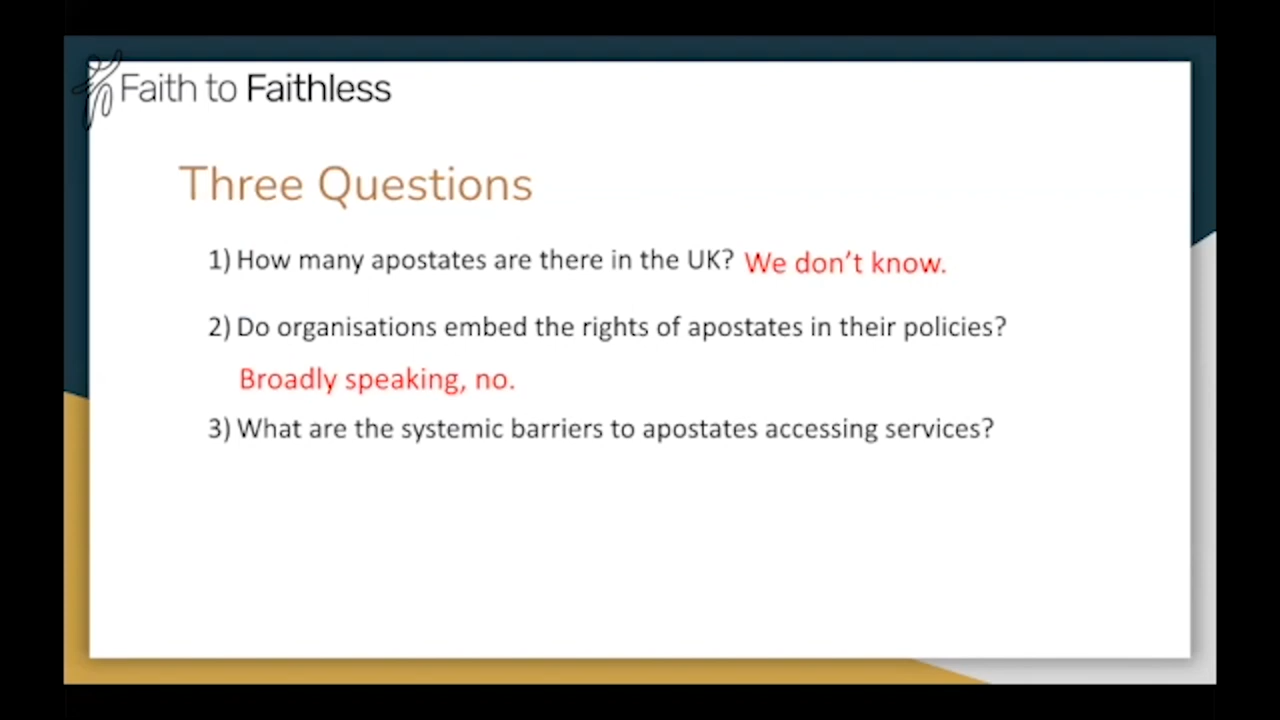 Faith to Faithless
Three Questions
1) How many apostates are there in the UK? We don't know.
2) Do organisations embed the rights of apostates in their policies?
Broadly speaking, no.
3) What are the systemic barriers to apostates accessing services?